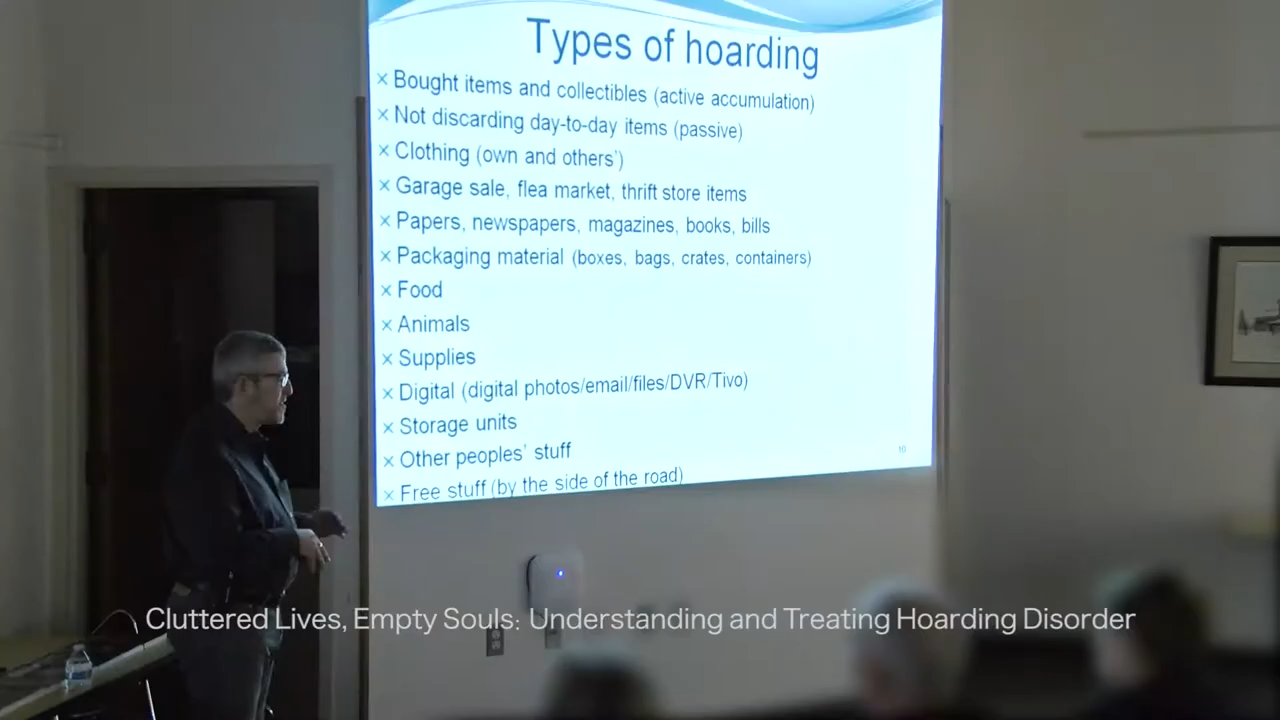 Types of hoarding
× Bought items and collectibles (active accumulation)
× Not discarding day-to-day items (passive)
× Clothing (own and others’)
× Garage sale, flea market, thrift store items
× Papers, newspapers, magazines, books, bills
× Packaging material (boxes, bags, crates, containers)
× Food
× Animals
× Supplies
× Digital (digital photos/email/files/DVR/Tivo)
× Storage units
× Other peoples’ stuff
× Free stuff (by the side of the road)
10
Cluttered Lives, Empty Souls: Understanding and Treating Hoarding Disorder